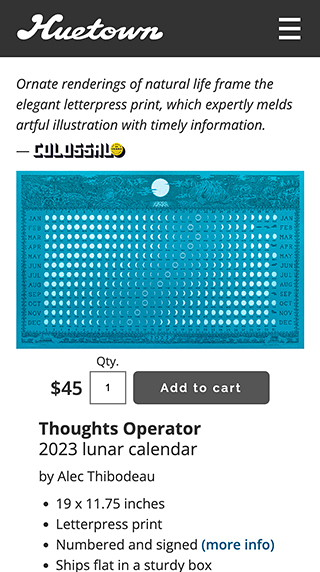 Huetown
Ornate renderings of natural life frame the
elegant letterpress print, which expertly melds
artful illustration with timely information.
— COLOSSAL
JAN JAN
FEB FEB
MAR MAR
APR APR
MAY MAY
JUN JUN
JUL JUL
AUG AUG
SEP SEP
OCT OCT
NOV NOV
DEC DEC
Qty.
$45 1 Add to cart
Thoughts Operator
2023 lunar calendar
by Alec Thibodeau
• 19 x 11.75 inches
• Letterpress print
• Numbered and signed (more info)
• Ships flat in a sturdy box